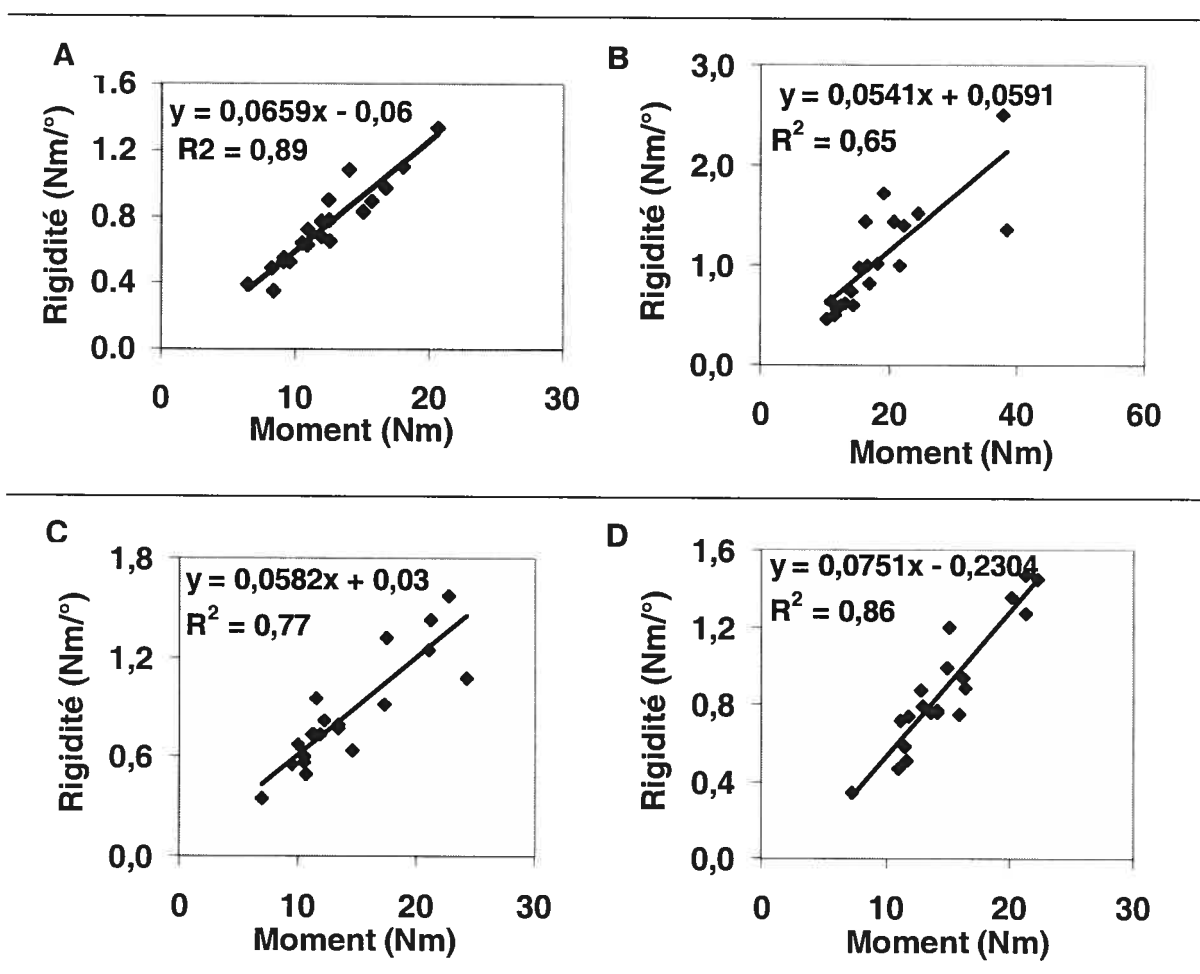 A
1.6
y = 0,0659x - 0,06
R2 = 0,89
1.2
0.8
0.4
0.0
Rigidité (Nm/°)
0 10 20 30
Moment (Nm)
B
3,0
y = 0,0541x + 0,0591
R² = 0,65
2,0
1,0
0,0
Rigidité (Nm/°)
0 20 40 60
Moment (Nm)
C
1,8
y = 0,0582x + 0,03
R² = 0,77
1,2
0,6
0,0
Rigidité (Nm/°)
0 10 20 30
Moment (Nm)
D
1,6
y = 0,0751x - 0,2304
R² = 0,86
1,2
0,8
0,4
0,0
Rigidité (Nm/°)
0 10 20 30
Moment (Nm)